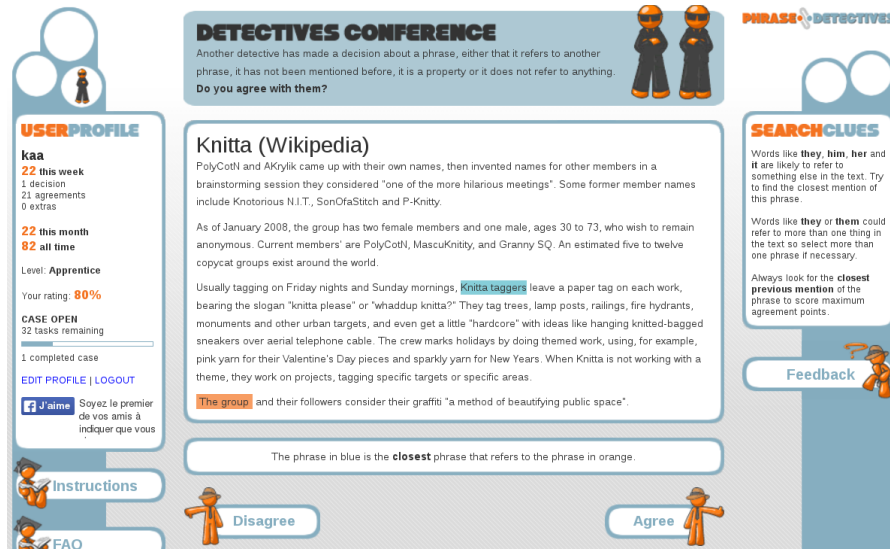 DETECTIVES CONFERENCE
Another detective has made a decision about a phrase, either that it refers to another
phrase, it has not been mentioned before, it is a property or it does not refer to anything.
Do you agree with them?
PHRASE DETECTIVES
USERPROFILE
kaa
22 this week
1 decision
21 agreements
0 extras
22 this month
82 all time
Level: Apprentice
Your rating: 80%
CASE OPEN
32 tasks remaining
1 completed case
EDIT PROFILE | LOGOUT
J'aime
Soyez le premier
de vos amis à
indiquer que vous
Instructions
FAQ
Knitta (Wikipedia)
PolyCotN and AKrylik came up with their own names, then invented names for other members in a
brainstorming session they considered "one of the more hilarious meetings". Some former member names
include Knotorious N.I.T., SonOfaStitch and P-Knitty.
As of January 2008, the group has two female members and one male, ages 30 to 73, who wish to remain
anonymous. Current members' are PolyCotN, MascuKnitity, and Granny SQ. An estimated five to twelve
copycat groups exist around the world.
Usually tagging on Friday nights and Sunday mornings, Knitta taggers leave a paper tag on each work,
bearing the slogan "knitta please" or "whaddup knitta?" They tag trees, lamp posts, railings, fire hydrants,
monuments and other urban targets, and even get a little "hardcore" with ideas like hanging knitted-bagged
sneakers over aerial telephone cable. The crew marks holidays by doing themed work, using, for example,
pink yarn for their Valentine's Day pieces and sparkly yarn for New Years. When Knitta is not working with a
theme, they work on projects, tagging specific targets or specific areas.
The group and their followers consider their graffiti "a method of beautifying public space".
The phrase in blue is the closest phrase that refers to the phrase in orange.
Disagree
Agree
SEARCHCLUES
Words like they, him, her and
it are likely to refer to
something else in the text. Try
to find the closest mention of
this phrase.
Words like they or them could
refer to more than one thing in
the text so select more than
one phrase if necessary.
Always look for the closest
previous mention of the
phrase to score maximum
agreement points.
Feedback